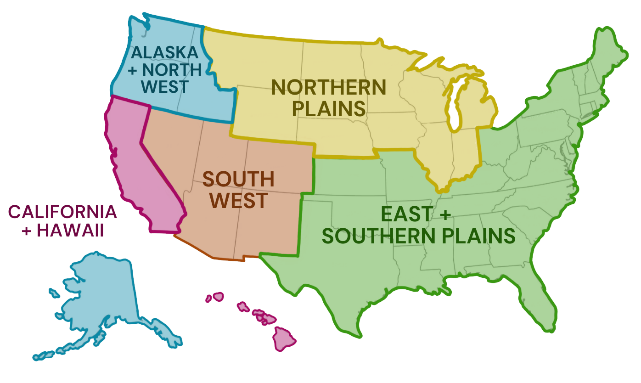 ALASKA
+ NORTH
WEST
NORTHERN
PLAINS
SOUTH
WEST
CALIFORNIA
+ HAWAII
EAST +
SOUTHERN PLAINS